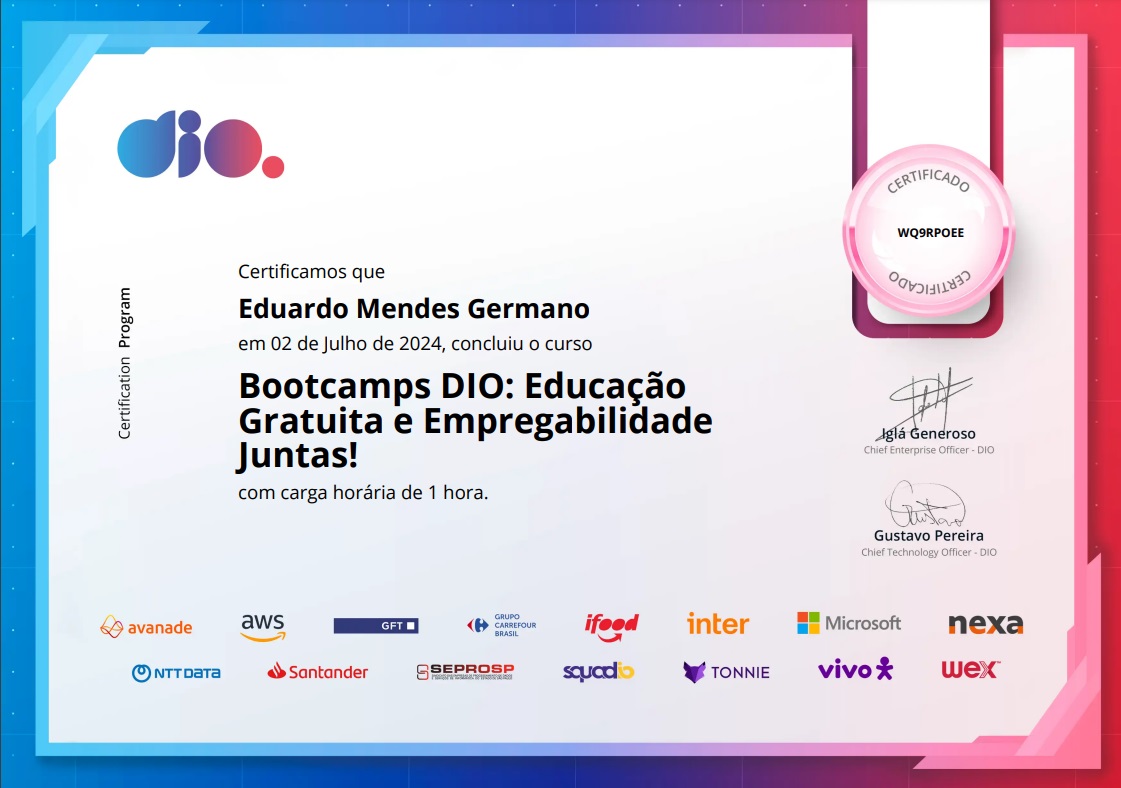 dio.
CERTIFICADO
WQ9RPOEE
CERTIFICADO
Certification Program
Certificamos que
Eduardo Mendes Germano
em 02 de Julho de 2024, concluiu o curso
Bootcamps DIO: Educação
Gratuita e Empregabilidade
Juntas!
com carga horária de 1 hora.
Iglá Generoso
Chief Enterprise Officer - DIO
Gustavo Pereira
Chief Technology Officer - DIO
avanade aws GFT GRUPO CARREFOUR BRASIL ifood inter Microsoft nexa
NTT DATA Santander SEPROSP squadio TONNIE vivo wex